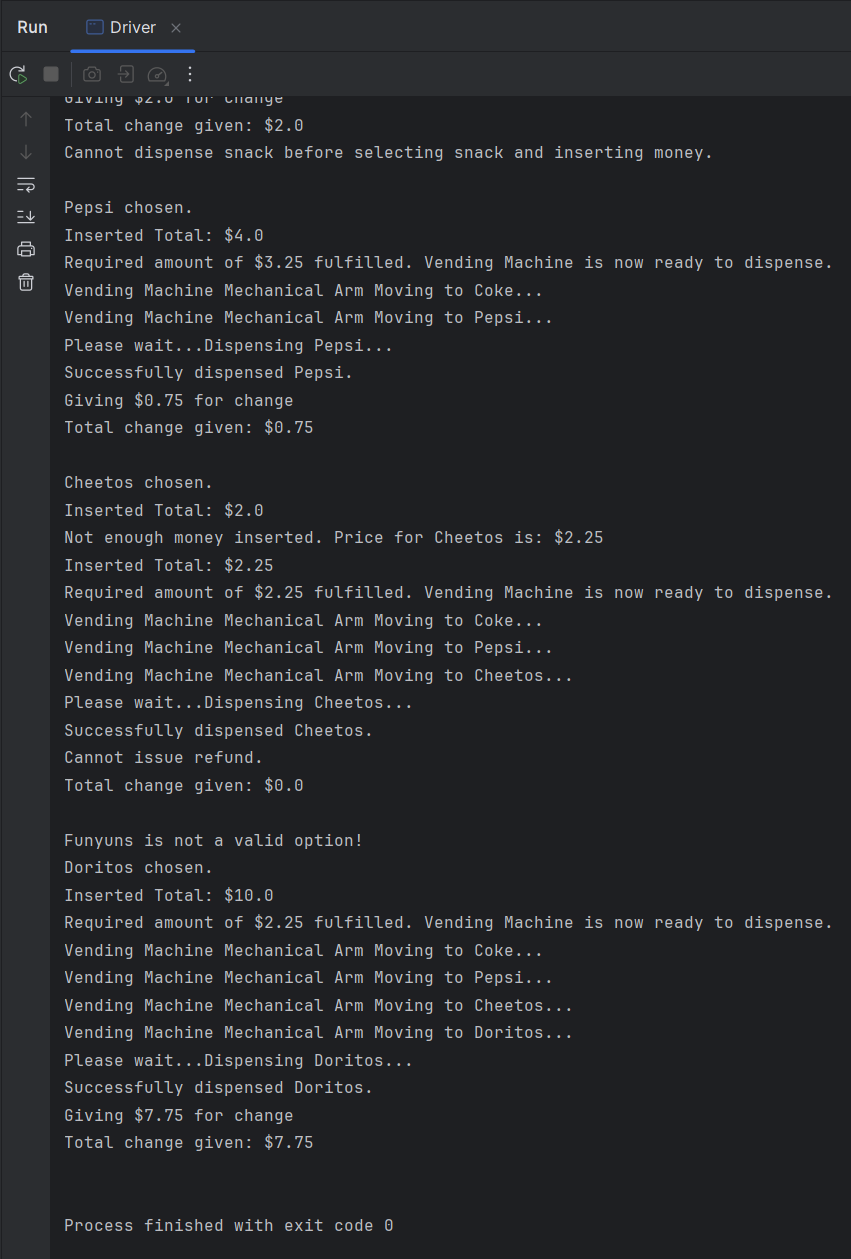 Run Driver
Giving $2.0 for change
Total change given: $2.0
Cannot dispense snack before selecting snack and inserting money.
Pepsi chosen.
Inserted Total: $4.0
Required amount of $3.25 fulfilled. Vending Machine is now ready to dispense.
Vending Machine Mechanical Arm Moving to Coke...
Vending Machine Mechanical Arm Moving to Pepsi...
Please wait...Dispensing Pepsi...
Successfully dispensed Pepsi.
Giving $0.75 for change
Total change given: $0.75
Cheetos chosen.
Inserted Total: $2.0
Not enough money inserted. Price for Cheetos is: $2.25
Inserted Total: $2.25
Required amount of $2.25 fulfilled. Vending Machine is now ready to dispense.
Vending Machine Mechanical Arm Moving to Coke...
Vending Machine Mechanical Arm Moving to Pepsi...
Vending Machine Mechanical Arm Moving to Cheetos...
Please wait...Dispensing Cheetos...
Successfully dispensed Cheetos.
Cannot issue refund.
Total change given: $0.0
Funyuns is not a valid option!
Doritos chosen.
Inserted Total: $10.0
Required amount of $2.25 fulfilled. Vending Machine is now ready to dispense.
Vending Machine Mechanical Arm Moving to Coke...
Vending Machine Mechanical Arm Moving to Pepsi...
Vending Machine Mechanical Arm Moving to Cheetos...
Vending Machine Mechanical Arm Moving to Doritos...
Please wait...Dispensing Doritos...
Successfully dispensed Doritos.
Giving $7.75 for change
Total change given: $7.75
Process finished with exit code 0